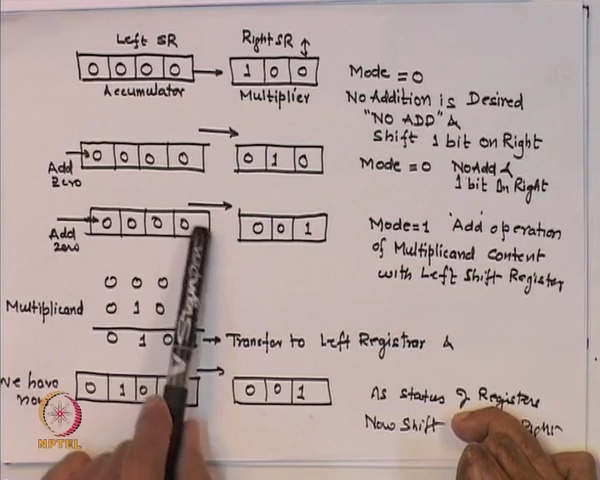 Left SR Right SR
0 0 0 0 1 0 0 Mode = 0
Accumulator Multiplier No Addition is Desired
"NO ADD" &
Shift 1 bit on Right
0 0 0 0 0 1 0 Mode = 0 No Add &
Add zero 1 bit On Right
0 0 0 0 0 0 1 Mode=1 Add operation
Add zero of Multiplicand Content
with Left Shift Register
0 0 0
Multiplicand 0 1 0
0 1 0 Transfer to Left Registrar &
We have now 0 1 0 0 0 1 As status of Registers
Now Shift
NPTEL